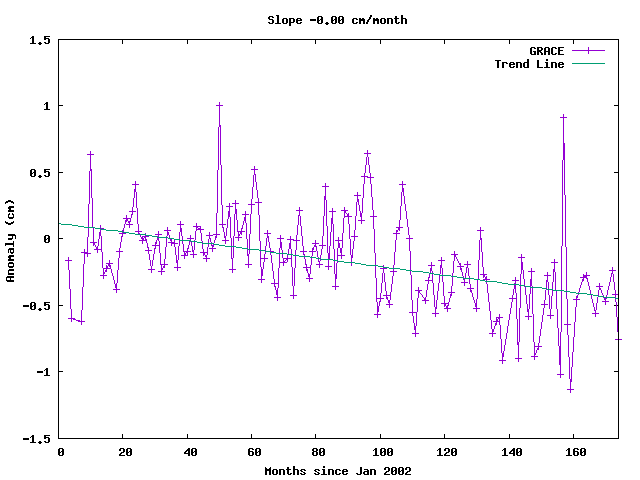 Slope -0.00 cm/month
GRACE
Trend Line
1.5
1
0.5
0
-0.5
-1
-1.5
Anomaly (cm)
0 20 40 60 80 100 120 140 160
Months since Jan 2002